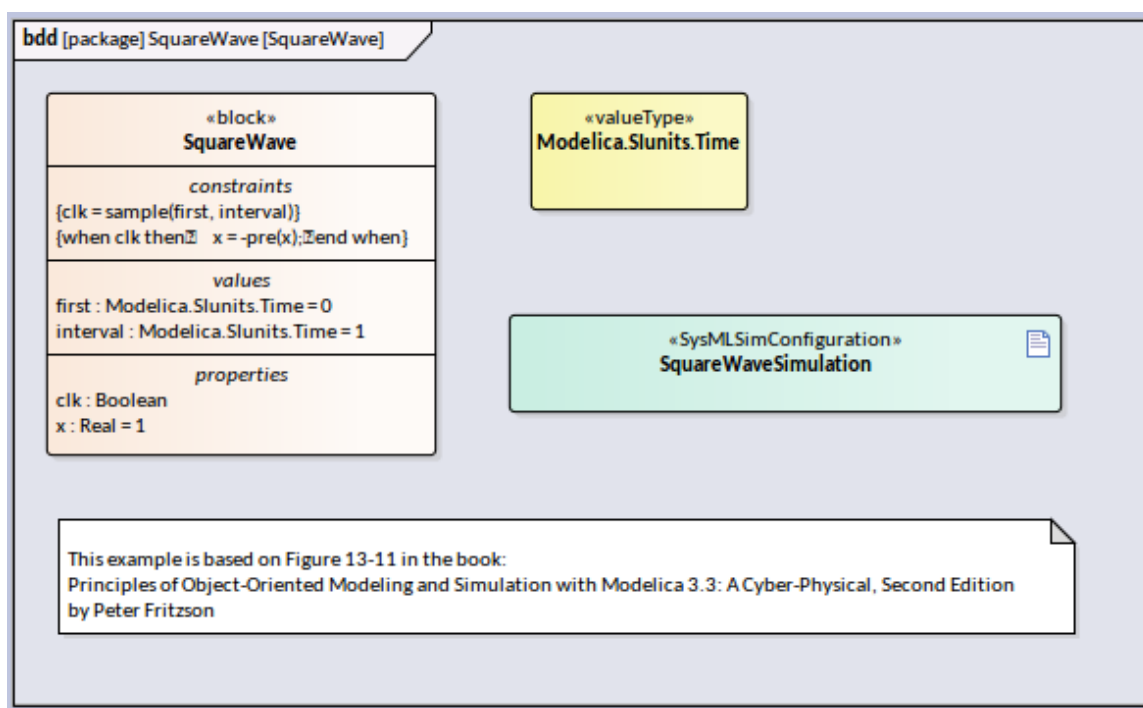 bdd [package] SquareWave [SquareWave]
«block»
SquareWave
constraints
{clk = sample(first, interval)}
{when clk then⍰ x = -pre(x);⍰end when}
values
first : Modelica.SIunits.Time = 0
interval : Modelica.SIunits.Time = 1
properties
clk : Boolean
x : Real = 1
«valueType»
Modelica.SIunits.Time
«SysMLSimConfiguration»
SquareWaveSimulation
This example is based on Figure 13-11 in the book:
Principles of Object-Oriented Modeling and Simulation with Modelica 3.3: A Cyber-Physical, Second Edition
by Peter Fritzson